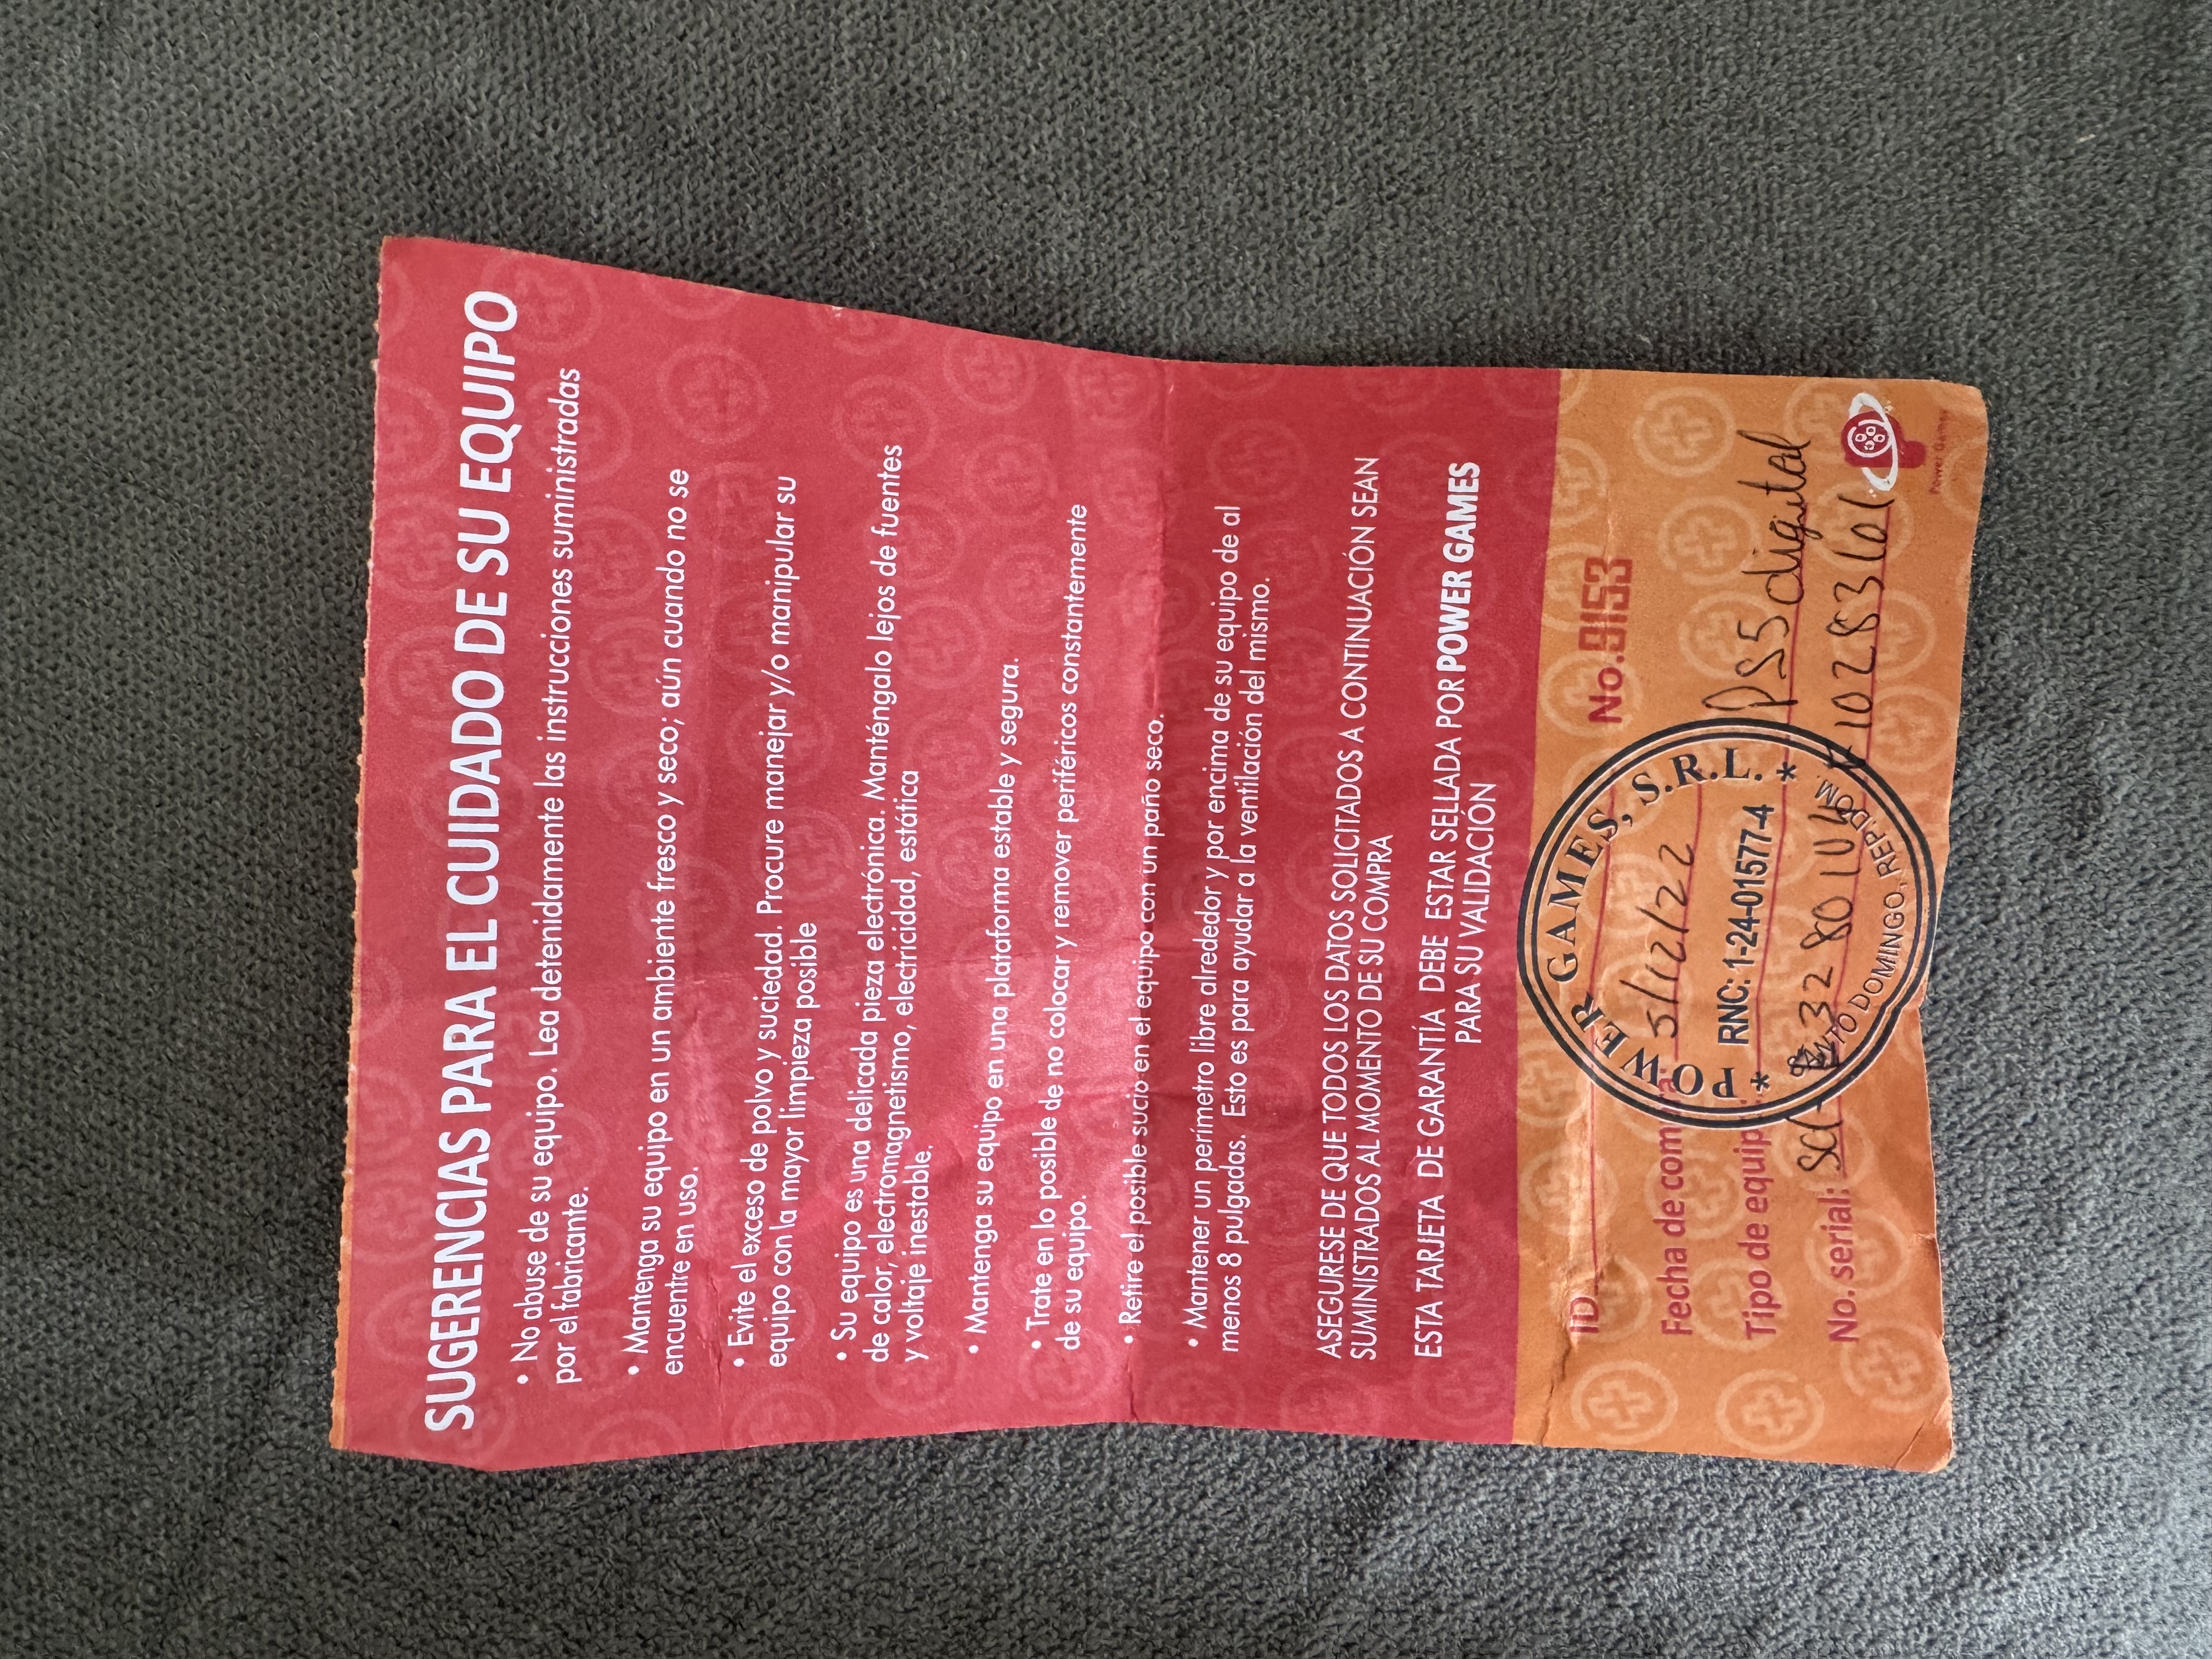 SUGERENCIAS PARA EL CUIDADO DE SU EQUIPO
• No abuse de su equipo. Lea detenidamente las instrucciones suministradas
por el fabricante.
• Mantenga su equipo en un ambiente fresco y seco; aún cuando no se
encuentre en uso.
• Evite el exceso de polvo y suciedad. Procure manejar y/o manipular su
equipo con la mayor limpieza posible
• Su equipo es una delicada pieza electrónica. Manténgalo lejos de fuentes
de calor, electromagnetismo, electricidad, estática
y voltaje inestable.
• Mantenga su equipo en una plataforma estable y segura.
• Trate en lo posible de no colocar y remover periféricos constantemente
de su equipo.
• Retire el posible sucio en el equipo con un paño seco.
• Mantener un perímetro libre alrededor y por encima de su equipo de al
menos 8 pulgadas. Esto es para ayudar a la ventilación del mismo.
ASEGURESE DE QUE TODOS LOS DATOS SOLICITADOS A CONTINUACIÓN SEAN
SUMINISTRADOS AL MOMENTO DE SU COMPRA
ESTA TARJETA DE GARANTÍA DEBE ESTAR SELLADA POR POWER GAMES
PARA SU VALIDACIÓN
ID No.9153
Fecha de 5/12/22
Tipo de PS5 digital
No. serial: 10283101
POWER GAMES, S.R.L.
RNC: 1-24-01577-4
SANTO DOMINGO, REP. DOM.
Power Games